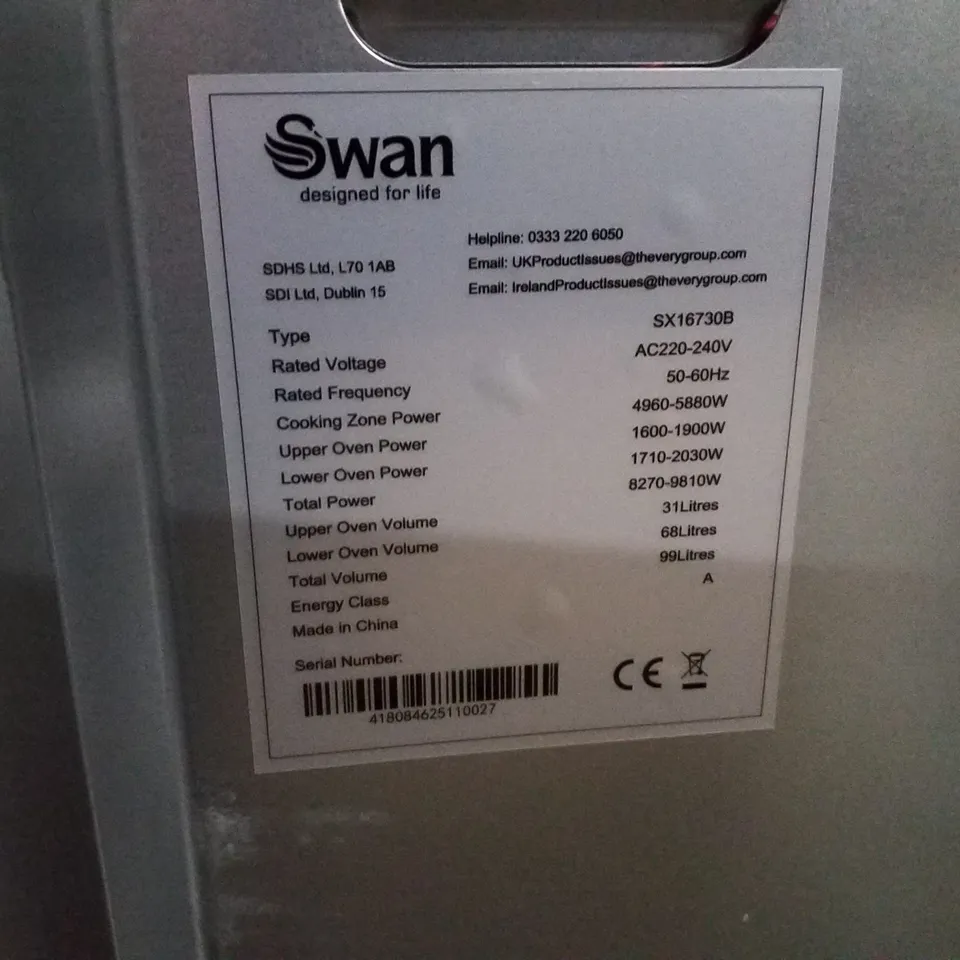 Swan
designed for life
Helpline: 0333 220 6050
SDHS Ltd, L70 1AB
Email: UKProductIssues@theverygroup.com
SDI Ltd, Dublin 15
Email: IrelandProductIssues@theverygroup.com
Type SX16730B
Rated Voltage AC220-240V
Rated Frequency 50-60Hz
Cooking Zone Power 4960-5880W
Upper Oven Power 1600-1900W
Lower Oven Power 1710-2030W
Total Power 8270-9810W
Upper Oven Volume 31Litres
Lower Oven Volume 68Litres
Total Volume 99Litres
Energy Class A
Made in China
Serial Number:
418084625110027
CE